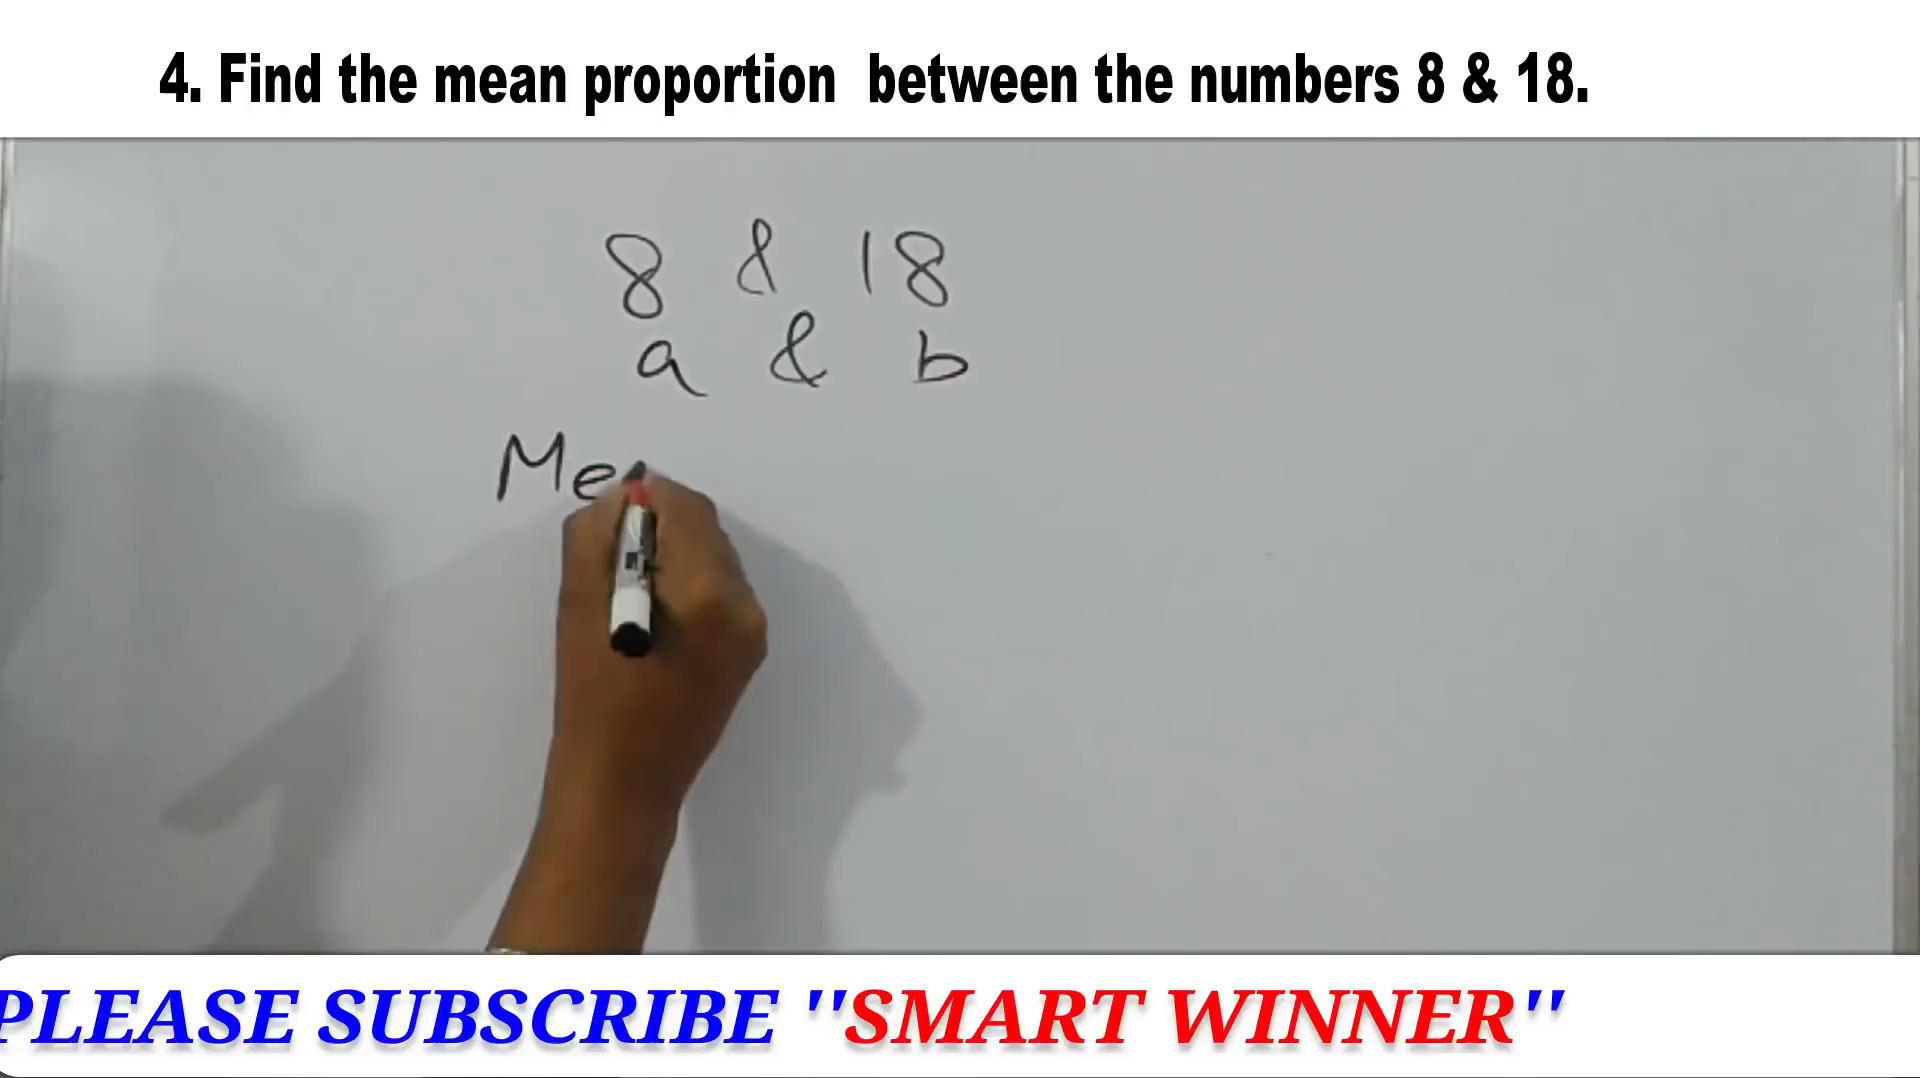 4. Find the mean proportion between the numbers 8 & 18.
8 & 18
a & b
Me
PLEASE SUBSCRIBE "SMART WINNER"